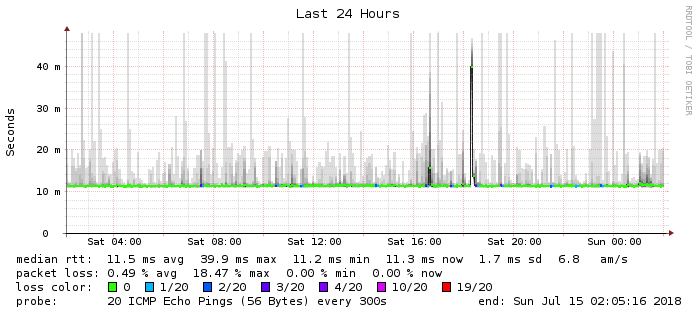 Last 24 Hours
RRDTOOL / TOBI OETIKER
Seconds
40 m
30 m
20 m
10 m
0
Sat 04:00 Sat 08:00 Sat 12:00 Sat 16:00 Sat 20:00 Sun 00:00
median rtt: 11.5 ms avg 39.9 ms max 11.2 ms min 11.3 ms now 1.7 ms sd 6.8 am/s
packet loss: 0.49 % avg 18.47 % max 0.00 % min 0.00 % now
loss color: 0 1/20 2/20 3/20 4/20 10/20 19/20
probe: 20 ICMP Echo Pings (56 Bytes) every 300s end: Sun Jul 15 02:05:16 2018